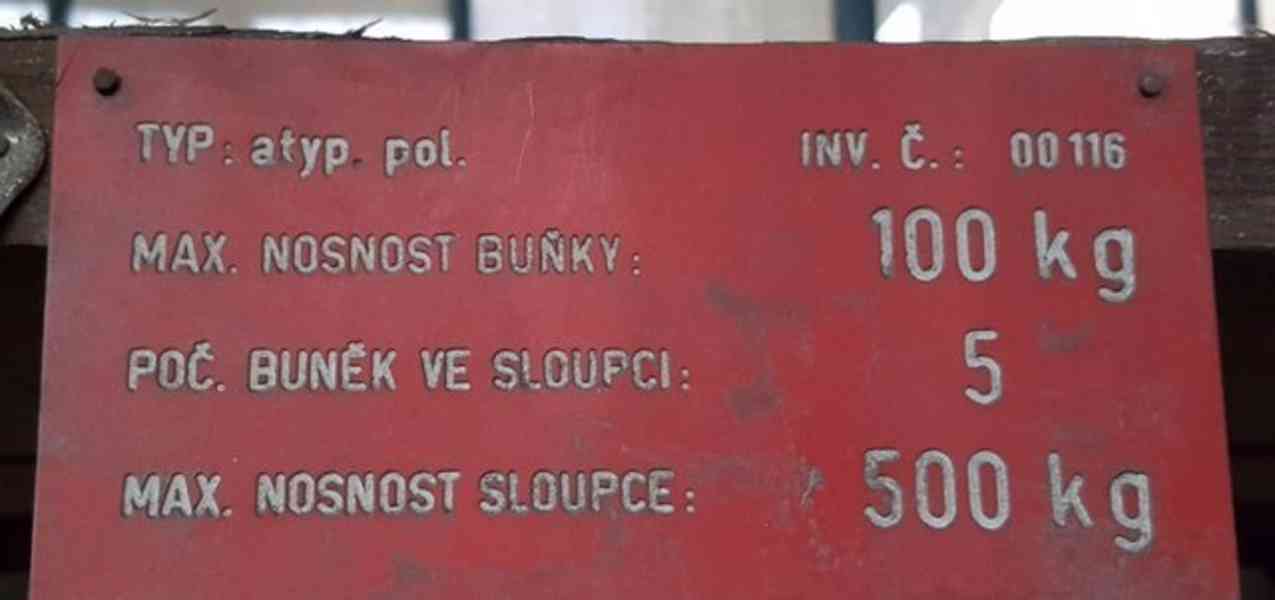 TYP: atyp. pol. INV. Č.: 00116
MAX. NOSNOST BUŇKY: 100 kg
POČ. BUNĚK VE SLOUPCI: 5
MAX. NOSNOST SLOUPCE: 500 kg